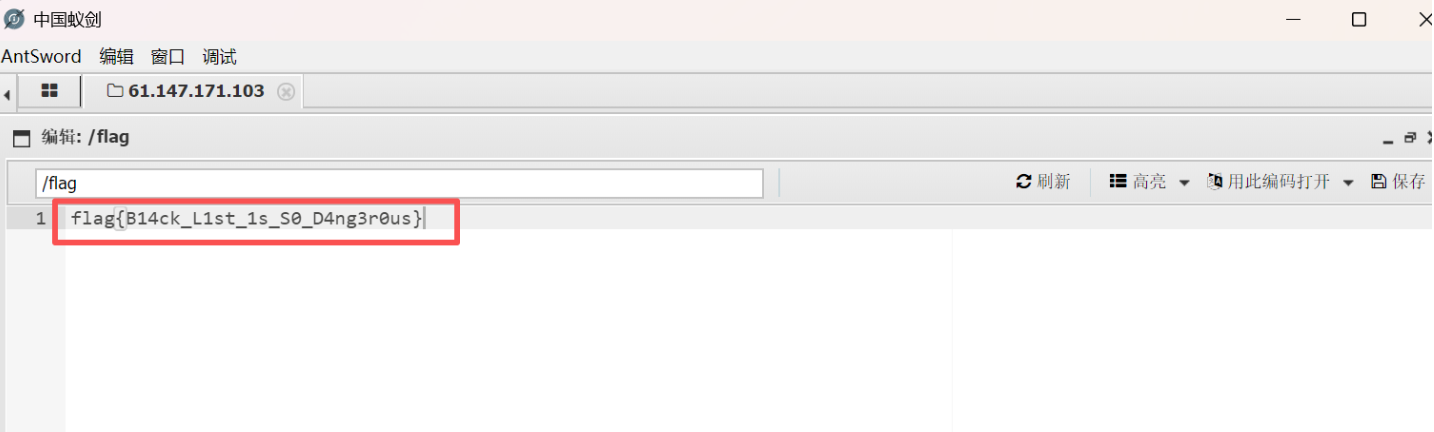 中国蚁剑
AntSword 编辑 窗口 调试
61.147.171.103
编辑: /flag
/flag 刷新 高亮 用此编码打开 保存
1 flag{B14ck_L1st_1s_S0_D4ng3r0us}